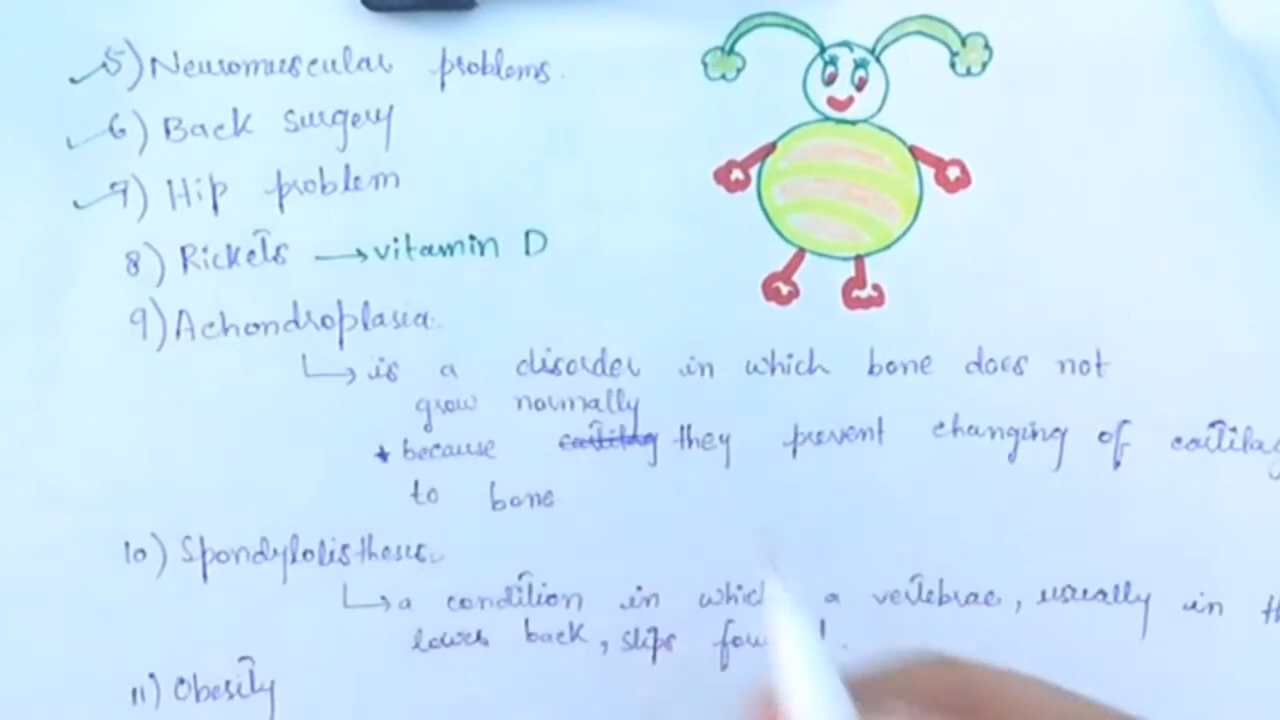 5) Neuromuscular problems.
6) Back surgery
7) Hip problem
8) Rickets → vitamin D
9) Achondroplasia.
↳ is a disorder in which bone does not
grow normally
* because they prevent changing of cartilag
to bone
10) Spondylolisthesis.
↳ a condition in which a vertebrae, usually in th
lower back, slips
11) Obesity